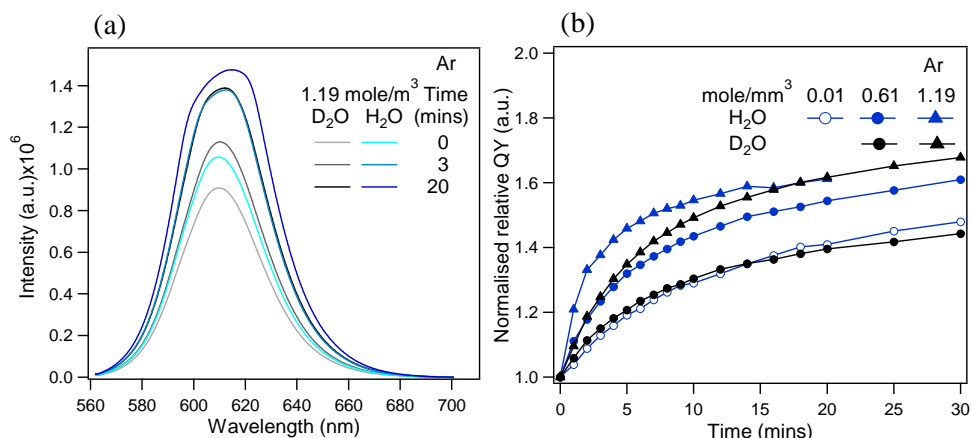 (a)
Ar
1.19 mole/m³ Time
D₂O H₂O (mins)
0
3
20
1.4
1.2
1.0
0.8
0.6
0.4
0.2
0.0
Intensity (a.u.)x10⁶
560 580 600 620 640 660 680 700
Wavelength (nm)
(b)
Ar
mole/mm³ 0.01 0.61 1.19
H₂O
D₂O
2.0
1.8
1.6
1.4
1.2
1.0
Normalised relative QY (a.u.)
0 5 10 15 20 25 30
Time (mins)